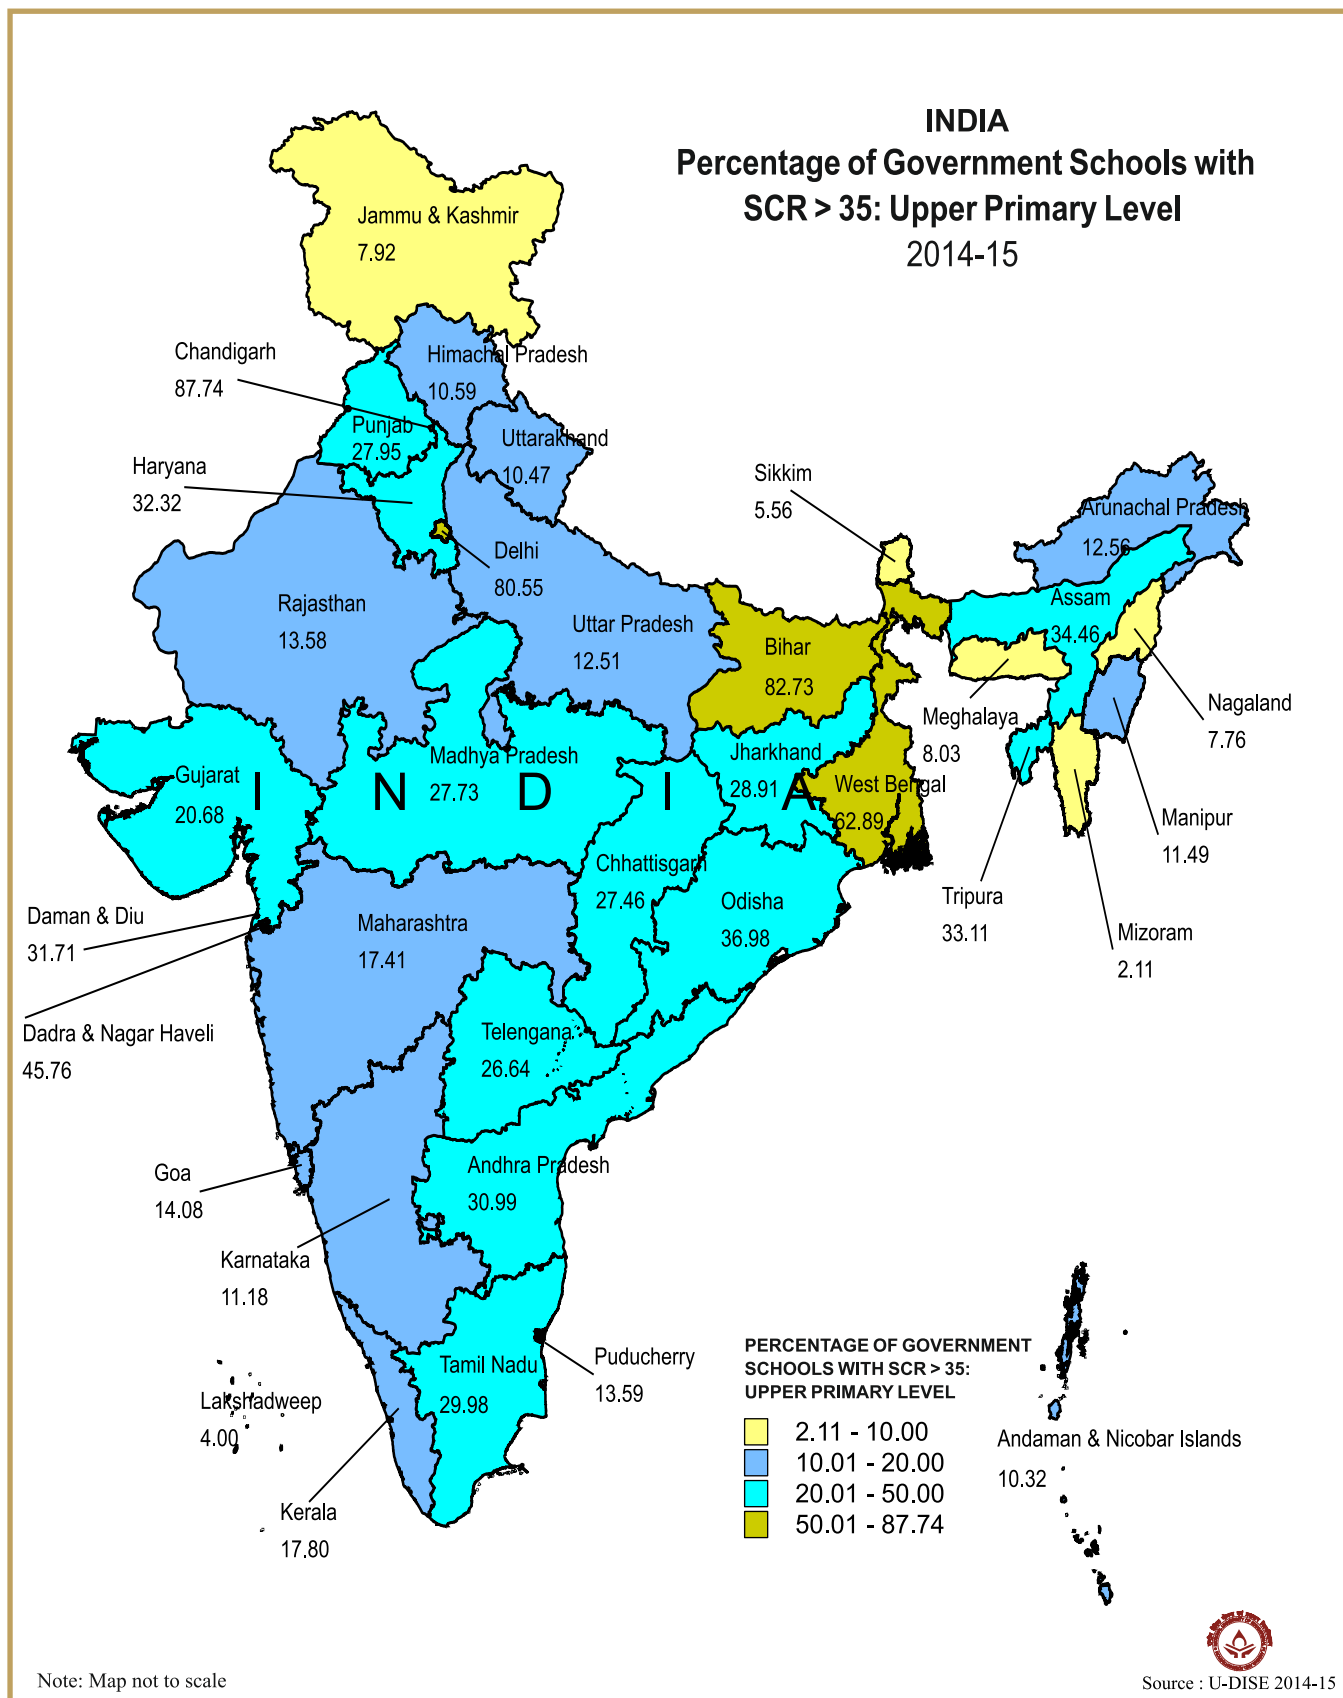 INDIA
Percentage of Government Schools with
SCR > 35: Upper Primary Level
2014-15
Jammu & Kashmir
7.92
Chandigarh
87.74
Himachal Pradesh
10.59
Punjab
27.95
Uttarakhand
10.47
Haryana
32.32
Sikkim
5.56
Arunachal Pradesh
12.56
Delhi
80.55
Rajasthan
13.58
Uttar Pradesh
12.51
Bihar
82.73
Assam
34.46
Nagaland
7.76
Meghalaya
8.03
Gujarat
20.68
Madhya Pradesh
27.73
Jharkhand
28.91
West Bengal
62.89
I N D I A
Manipur
11.49
Chhattisgarh
27.46
Odisha
36.98
Tripura
33.11
Mizoram
2.11
Daman & Diu
31.71
Maharashtra
17.41
Dadra & Nagar Haveli
45.76
Telengana
26.64
Goa
14.08
Andhra Pradesh
30.99
Karnataka
11.18
Puducherry
13.59
Tamil Nadu
29.98
Lakshadweep
4.00
Kerala
17.80
Andaman & Nicobar Islands
10.32
PERCENTAGE OF GOVERNMENT
SCHOOLS WITH SCR > 35:
UPPER PRIMARY LEVEL
2.11 - 10.00
10.01 - 20.00
20.01 - 50.00
50.01 - 87.74
Note: Map not to scale
Source : U-DISE 2014-15